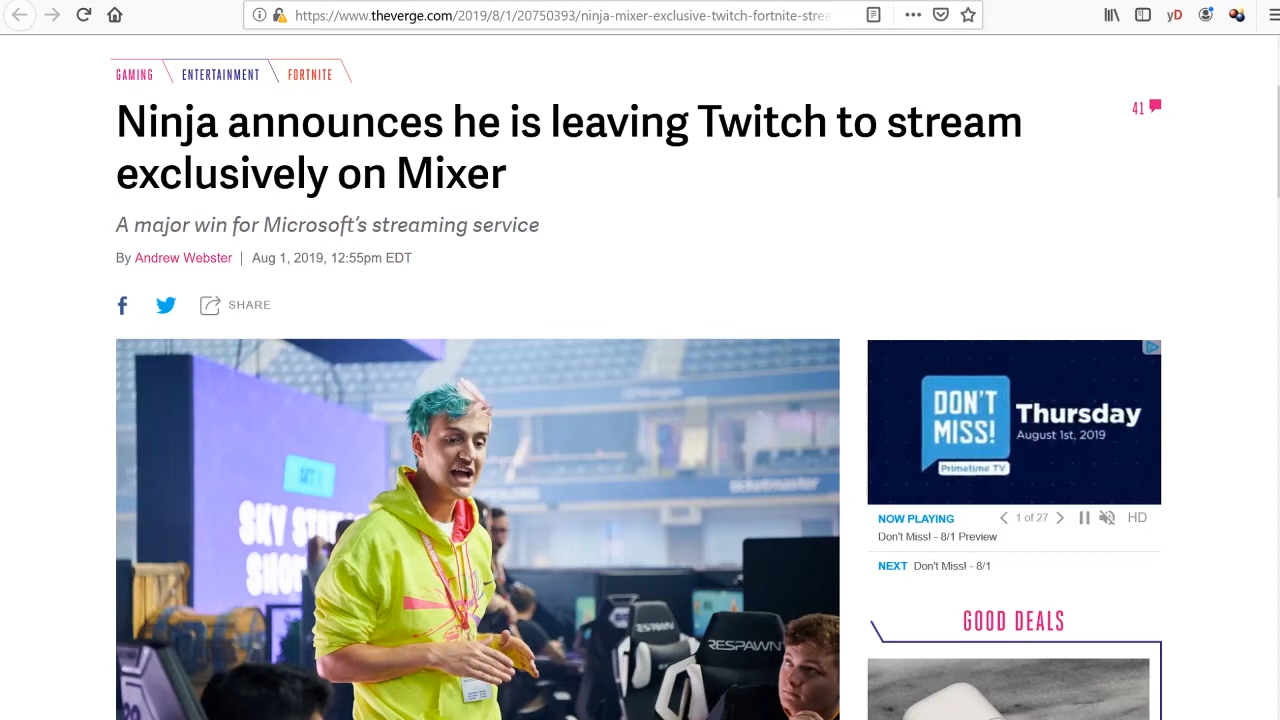 https://www.theverge.com/2019/8/1/20750393/ninja-mixer-exclusive-twitch-fortnite-strea
yD
GAMING
ENTERTAINMENT
FORTNITE
Ninja announces he is leaving Twitch to stream
exclusively on Mixer
41
A major win for Microsoft's streaming service
By Andrew Webster | Aug 1, 2019, 12:55pm EDT
SHARE
SKY
RESPAWN
RESPAWN
ticketmaster
DON'T
MISS!
Primetime TV
Thursday
August 1st, 2019
NOW PLAYING
1 of 27
HD
Don't Miss! - 8/1 Preview
NEXT Don't Miss! - 8/1
GOOD DEALS